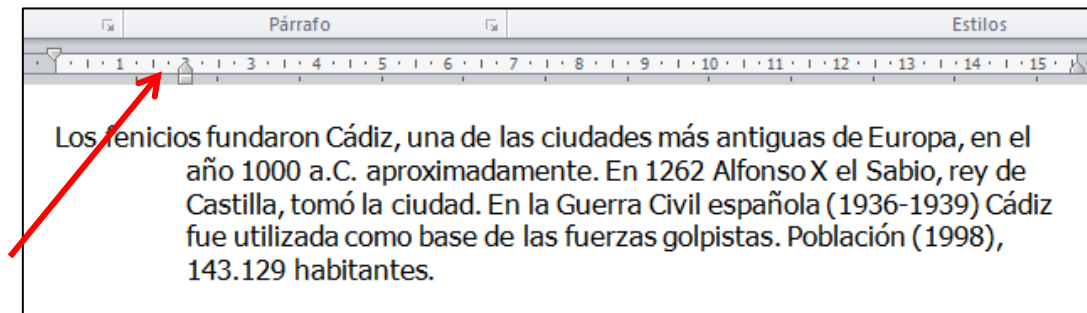 Párrafo Estilos
1 2 3 4 5 6 7 8 9 10 11 12 13 14 15
Los fenicios fundaron Cádiz, una de las ciudades más antiguas de Europa, en el
año 1000 a.C. aproximadamente. En 1262 Alfonso X el Sabio, rey de
Castilla, tomó la ciudad. En la Guerra Civil española (1936-1939) Cádiz
fue utilizada como base de las fuerzas golpistas. Población (1998),
143.129 habitantes.